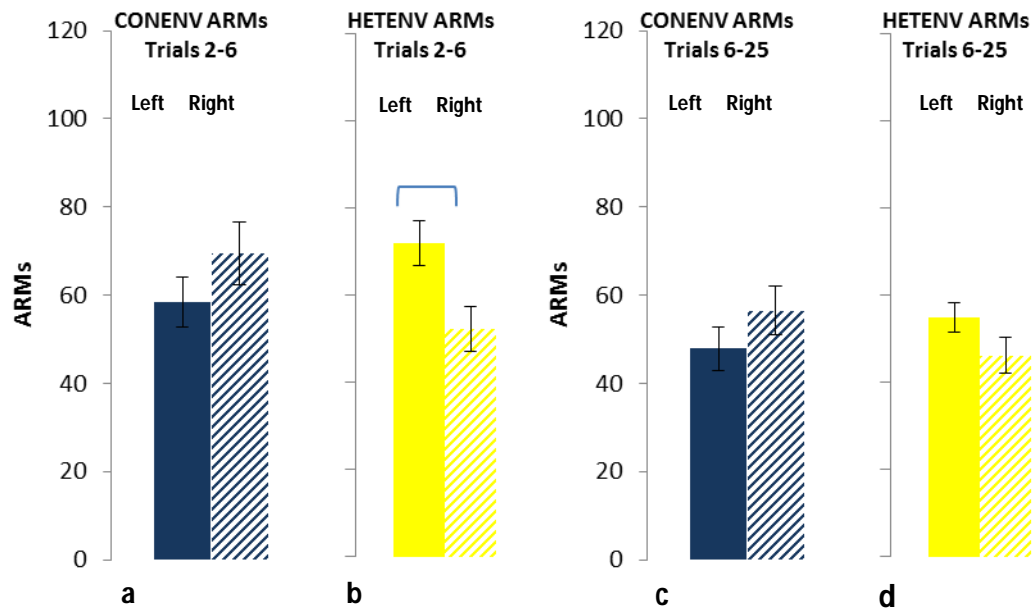 CONENV ARMs
Trials 2-6
Left Right
120
100
80
60
40
20
0
ARMs
a
HETENV ARMs
Trials 2-6
Left Right
b
CONENV ARMs
Trials 6-25
Left Right
120
100
80
60
40
20
0
ARMs
c
HETENV ARMs
Trials 6-25
Left Right
d